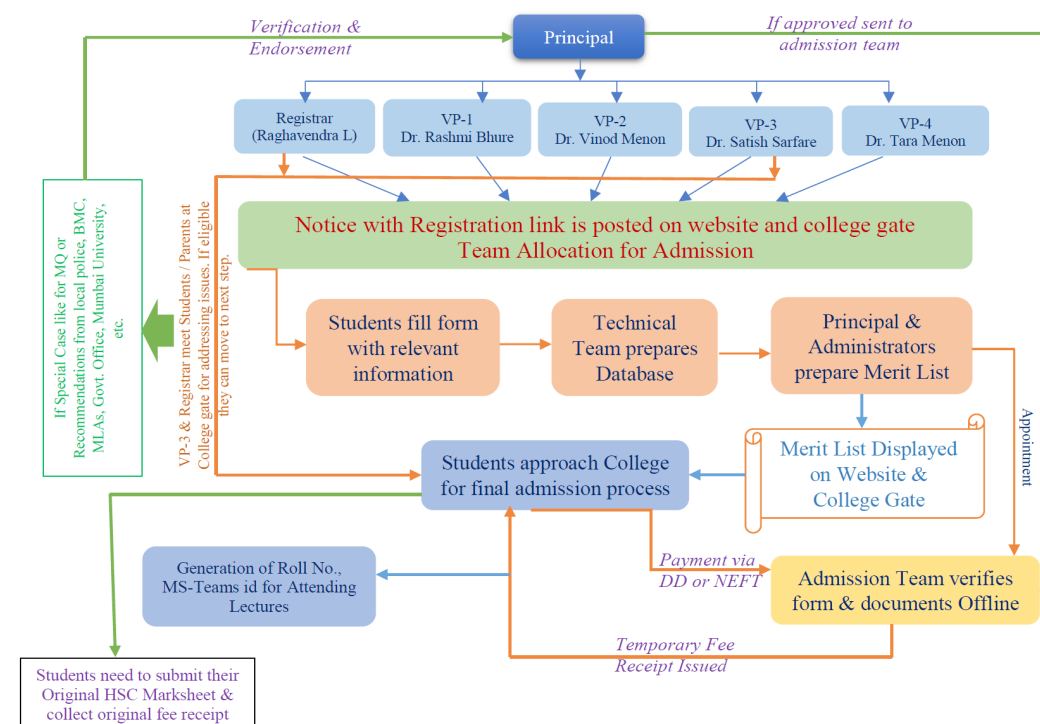 Verification &
Endorsement
Principal
If approved sent to
admission team
Registrar
(Raghavendra L)
VP-1
Dr. Rashmi Bhure
VP-2
Dr. Vinod Menon
VP-3
Dr. Satish Sarfare
VP-4
Dr. Tara Menon
If Special Case like for MQ or
Recommendations from local police, BMC,
MLAs, Govt. Office, Mumbai University,
etc.
VP-3 & Registrar meet Students / Parents at
College gate for addressing issues. If eligible
they can move to next step.
Notice with Registration link is posted on website and college gate
Team Allocation for Admission
Students fill form
with relevant
information
Technical
Team prepares
Database
Principal &
Administrators
prepare Merit List
Appointment
Merit List Displayed
on Website &
College Gate
Students approach College
for final admission process
Generation of Roll No.,
MS-Teams id for Attending
Lectures
Payment via
DD or NEFT
Admission Team verifies
form & documents Offline
Temporary Fee
Receipt Issued
Students need to submit their
Original HSC Marksheet &
collect original fee receipt